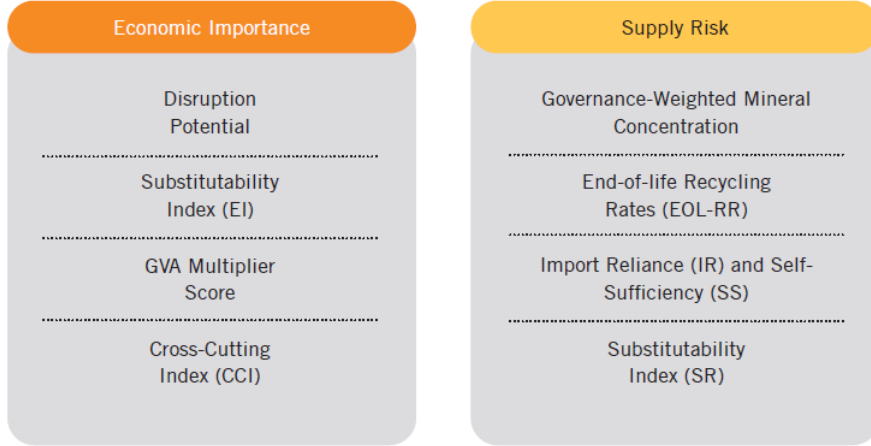 Economic Importance
Disruption
Potential
Substitutability
Index (EI)
GVA Multiplier
Score
Cross-Cutting
Index (CCI)
Supply Risk
Governance-Weighted Mineral
Concentration
End-of-life Recycling
Rates (EOL-RR)
Import Reliance (IR) and Self-
Sufficiency (SS)
Substitutability
Index (SR)